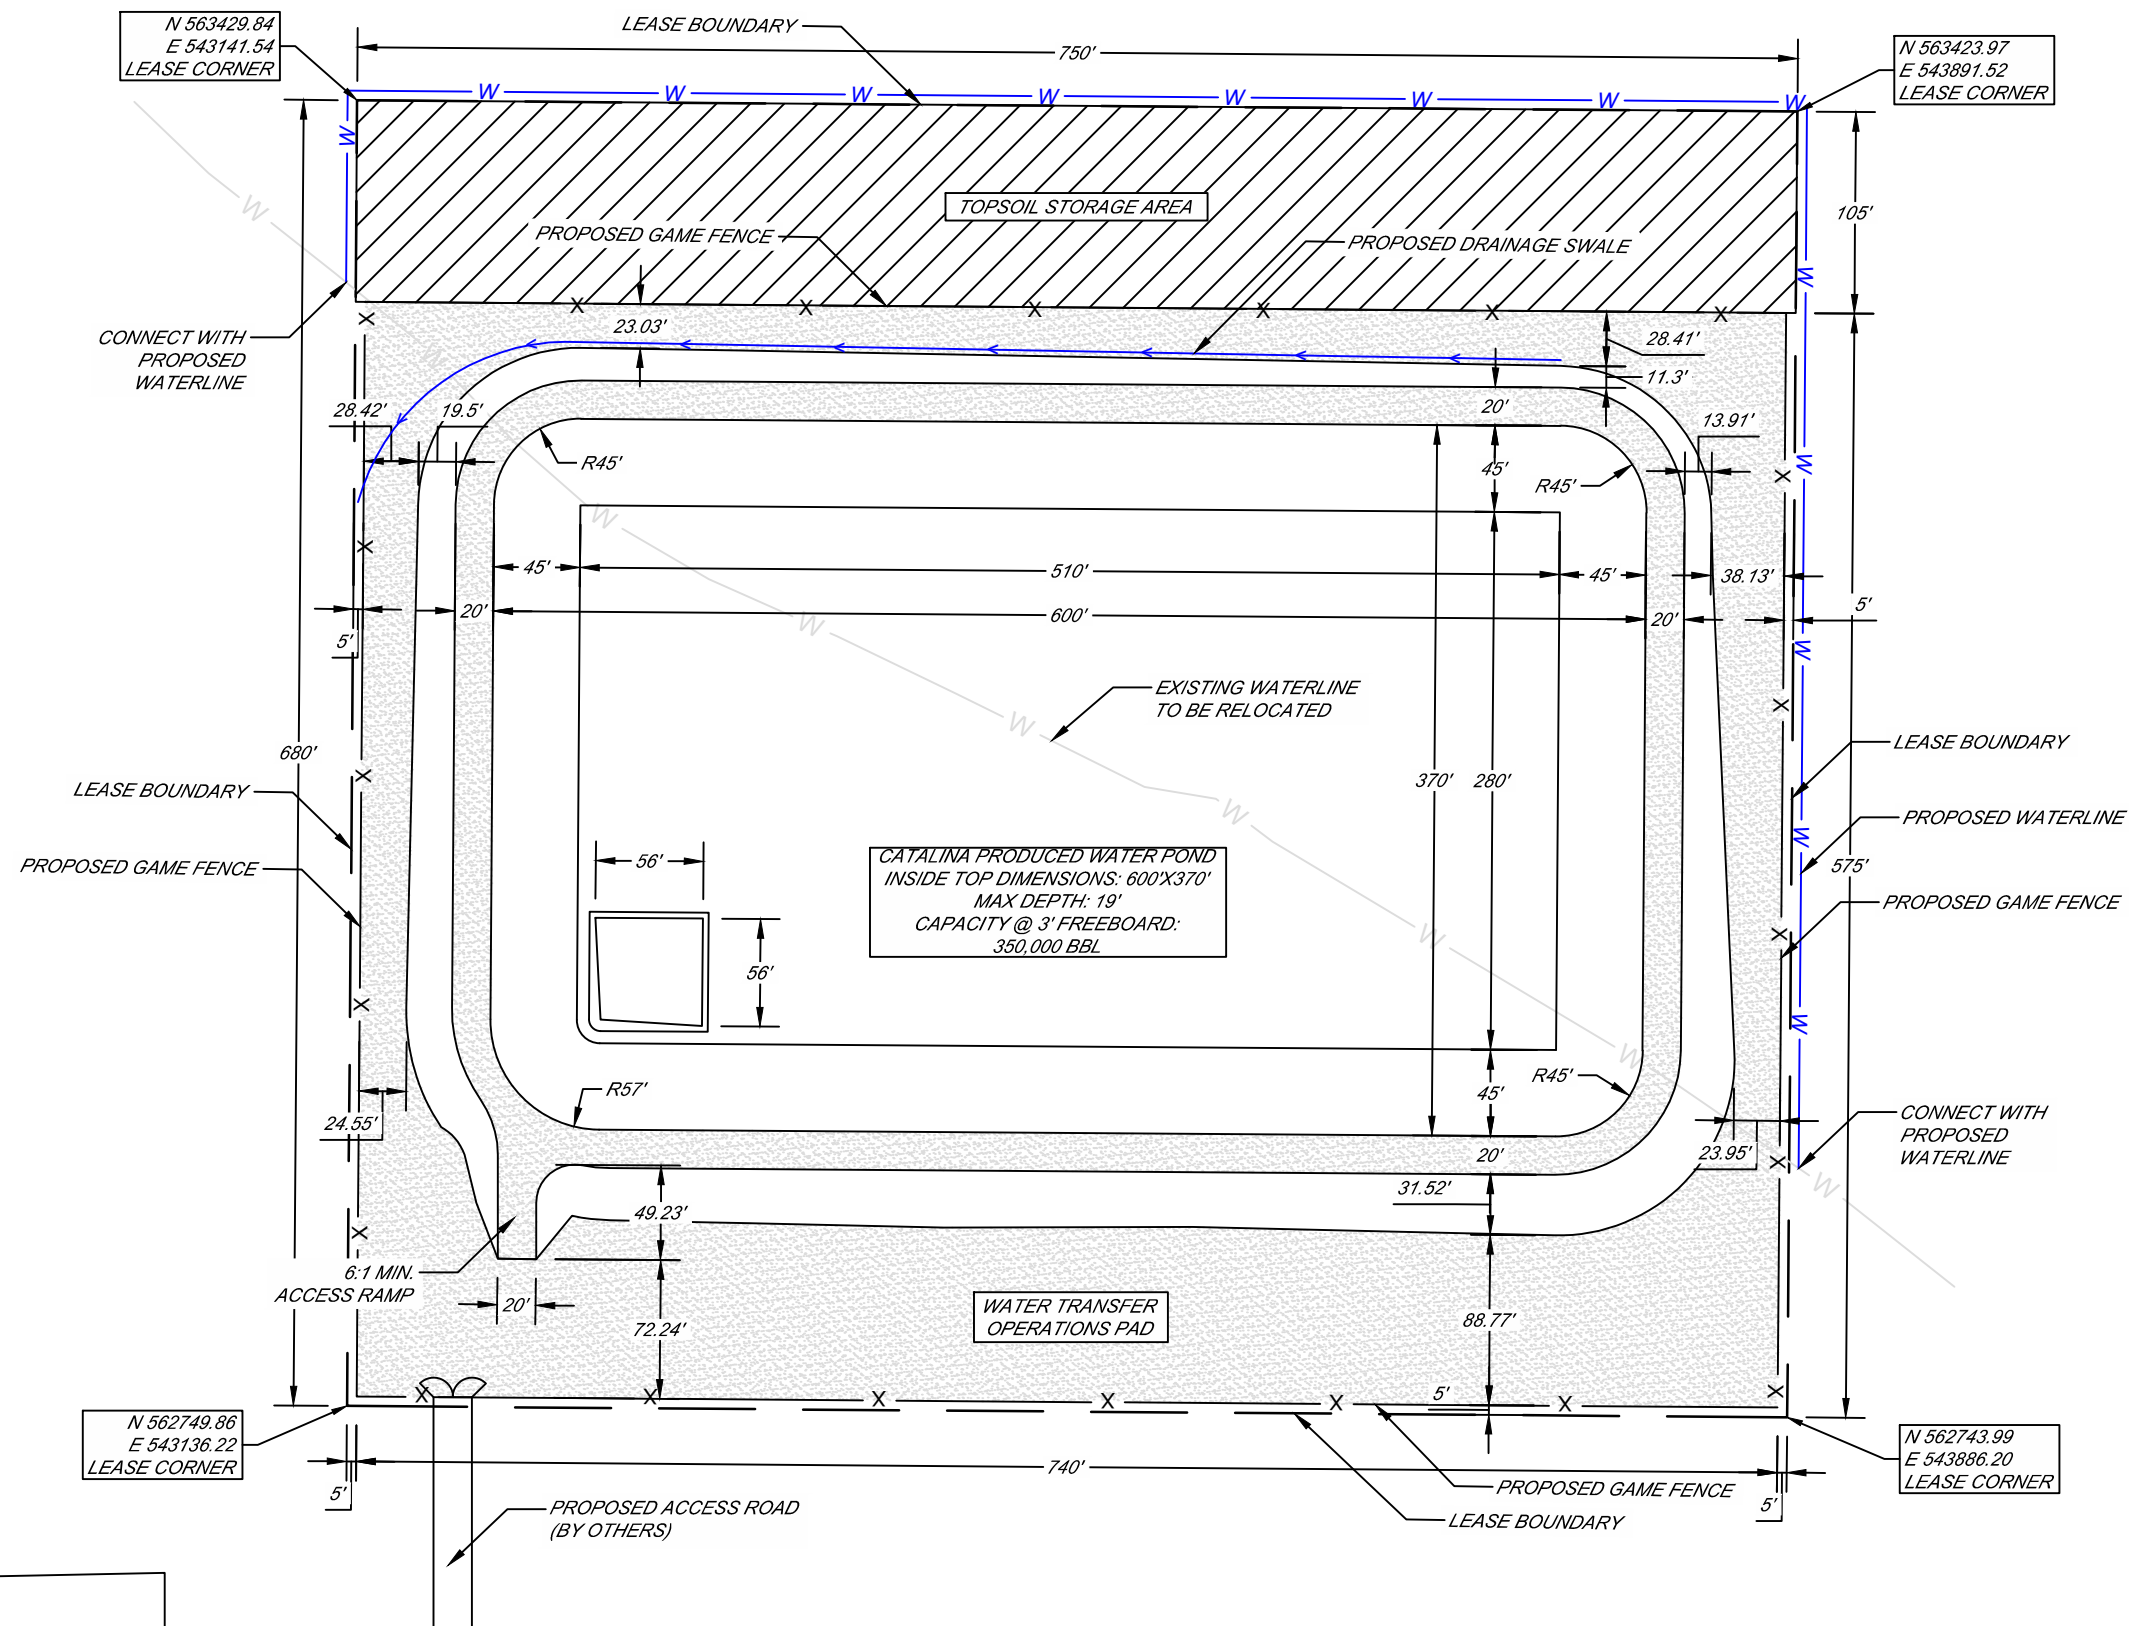 N 563429.84
E 543141.54
LEASE CORNER
LEASE BOUNDARY
750'
N 563423.97
E 543891.52
LEASE CORNER
W W W W W W W W
W
W
TOPSOIL STORAGE AREA
105'
PROPOSED GAME FENCE
PROPOSED DRAINAGE SWALE
W
X X X X X X
X
CONNECT WITH
PROPOSED
WATERLINE
23.03'
28.41'
11.3'
W
28.42'
19.5'
20'
13.91'
R45'
45'
R45'
W
X
W
X
45'
510'
45'
38.13'
20'
600'
20'
5'
5'
W
W
EXISTING WATERLINE
TO BE RELOCATED
X
W
680'
370'
280'
X
LEASE BOUNDARY
LEASE BOUNDARY
W
PROPOSED WATERLINE
W
PROPOSED GAME FENCE
56'
CATALINA PRODUCED WATER POND
INSIDE TOP DIMENSIONS: 600'X370'
MAX DEPTH: 19'
CAPACITY @ 3' FREEBOARD:
350,000 BBL
575'
PROPOSED GAME FENCE
W
X
56'
X
W
W
R57'
45'
R45'
24.55'
CONNECT WITH
PROPOSED
WATERLINE
20'
23.95'
X
W
31.52'
49.23'
X
6:1 MIN.
ACCESS RAMP
20'
72.24'
WATER TRANSFER
OPERATIONS PAD
88.77'
X X X X X X
5'
X
N 562749.86
E 543136.22
LEASE CORNER
N 562743.99
E 543886.20
LEASE CORNER
740'
5'
5'
PROPOSED GAME FENCE
PROPOSED ACCESS ROAD
(BY OTHERS)
LEASE BOUNDARY